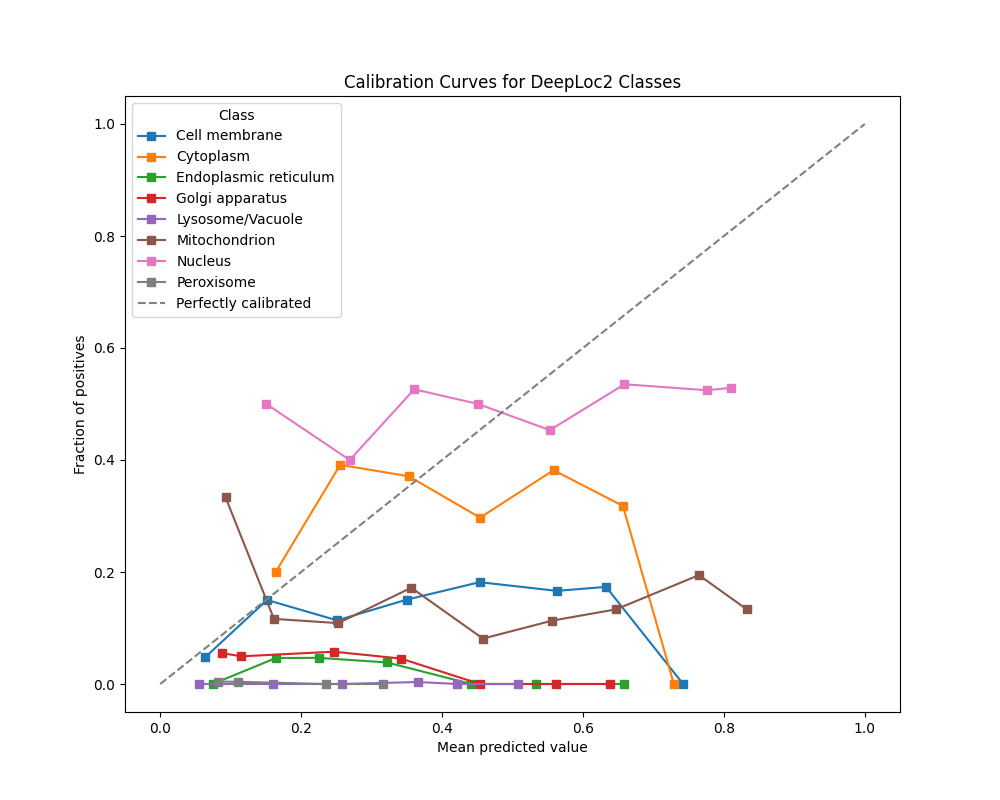 Calibration Curves for DeepLoc2 Classes
Class
Cell membrane
Cytoplasm
Endoplasmic reticulum
Golgi apparatus
Lysosome/Vacuole
Mitochondrion
Nucleus
Peroxisome
Perfectly calibrated
Fraction of positives
1.0
0.8
0.6
0.4
0.2
0.0
0.0 0.2 0.4 0.6 0.8 1.0
Mean predicted value